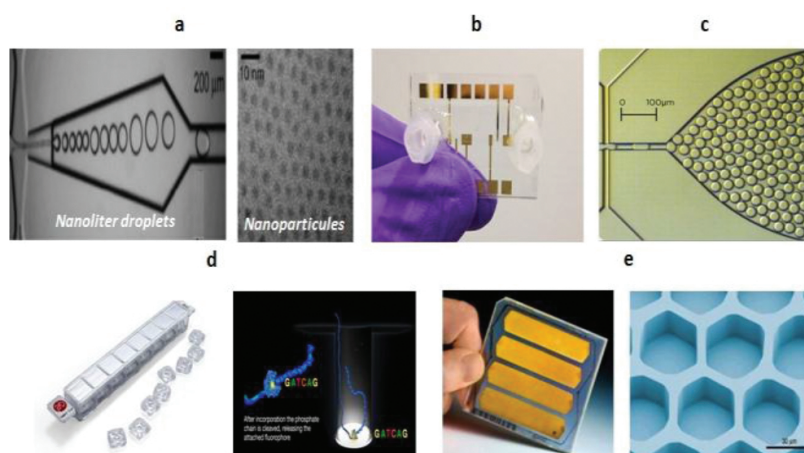 a
b
c
200 µm
10 nm
0 100µm
Nanoliter droplets
Nanoparticules
d
e
GATCAG
GATCAG
After incorporation the phosphate
chain is cleaved, releasing the
attached fluorophore